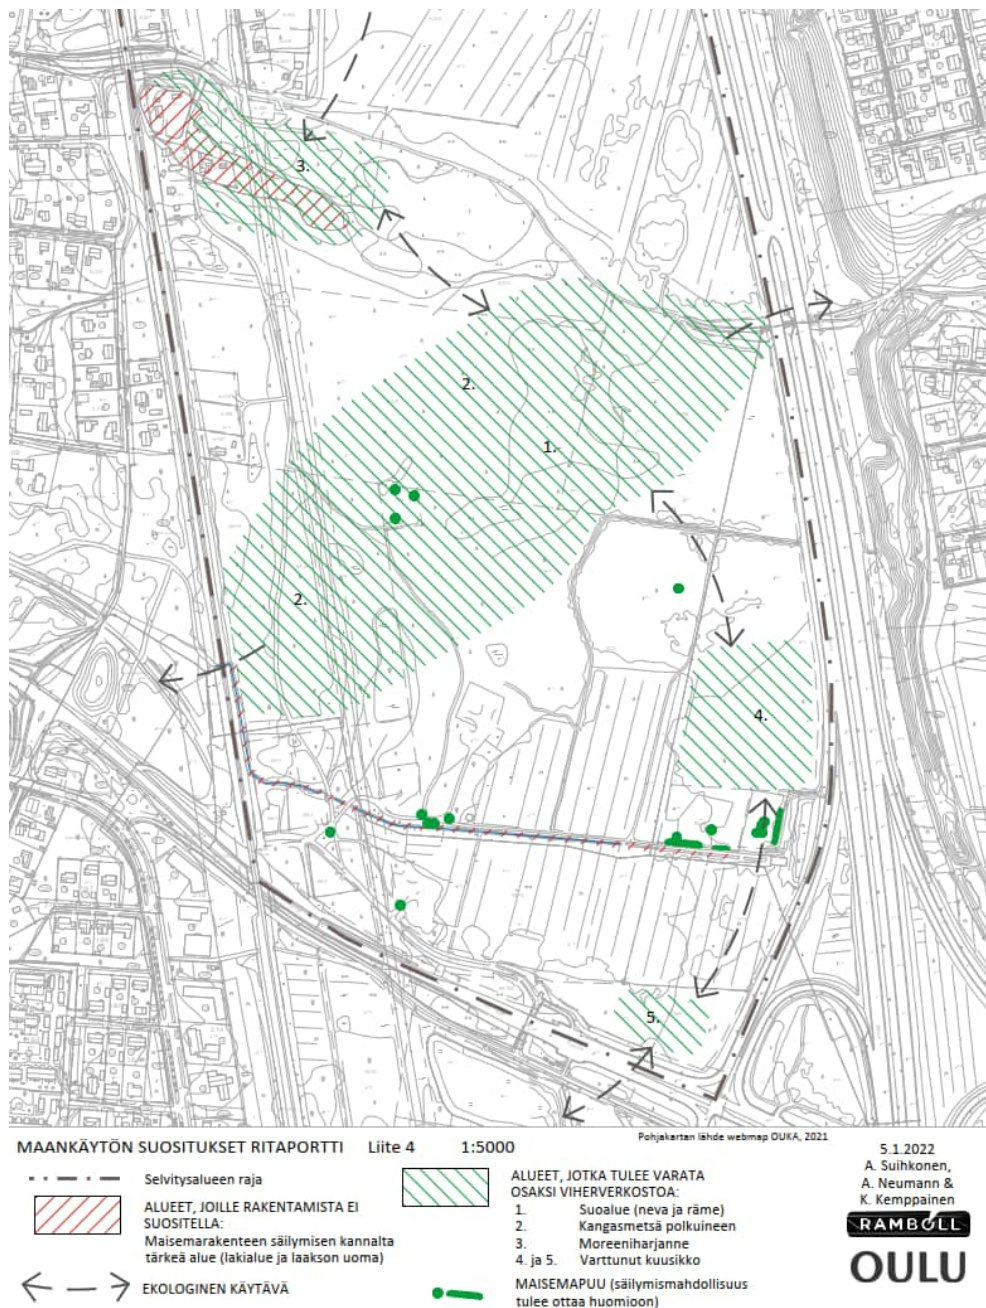 3.
2.
1.
2.
4.
5.
MAANKÄYTÖN SUOSITUKSET RITAPORTTI Liite 4 1:5000
Pohjakartan lähde webmap OUKA, 2021
Selvitysalueen raja
ALUEET, JOILLE RAKENTAMISTA EI
SUOSITELLA:
Maisemarakenteen säilymisen kannalta
tärkeä alue (lakialue ja laakson uoma)
EKOLOGINEN KÄYTÄVÄ
ALUEET, JOTKA TULEE VARATA
OSAKSI VIHERVERKOSTOA:
1. Suoalue (neva ja räme)
2. Kangasmetsä polkuineen
3. Moreeniharjanne
4. ja 5. Varttunut kuusikko
MAISEMAPUU (säilymismahdollisuus
tulee ottaa huomioon)
5.1.2022
A. Suihkonen,
A. Neumann &
K. Kemppainen
RAMBOLL
OULU